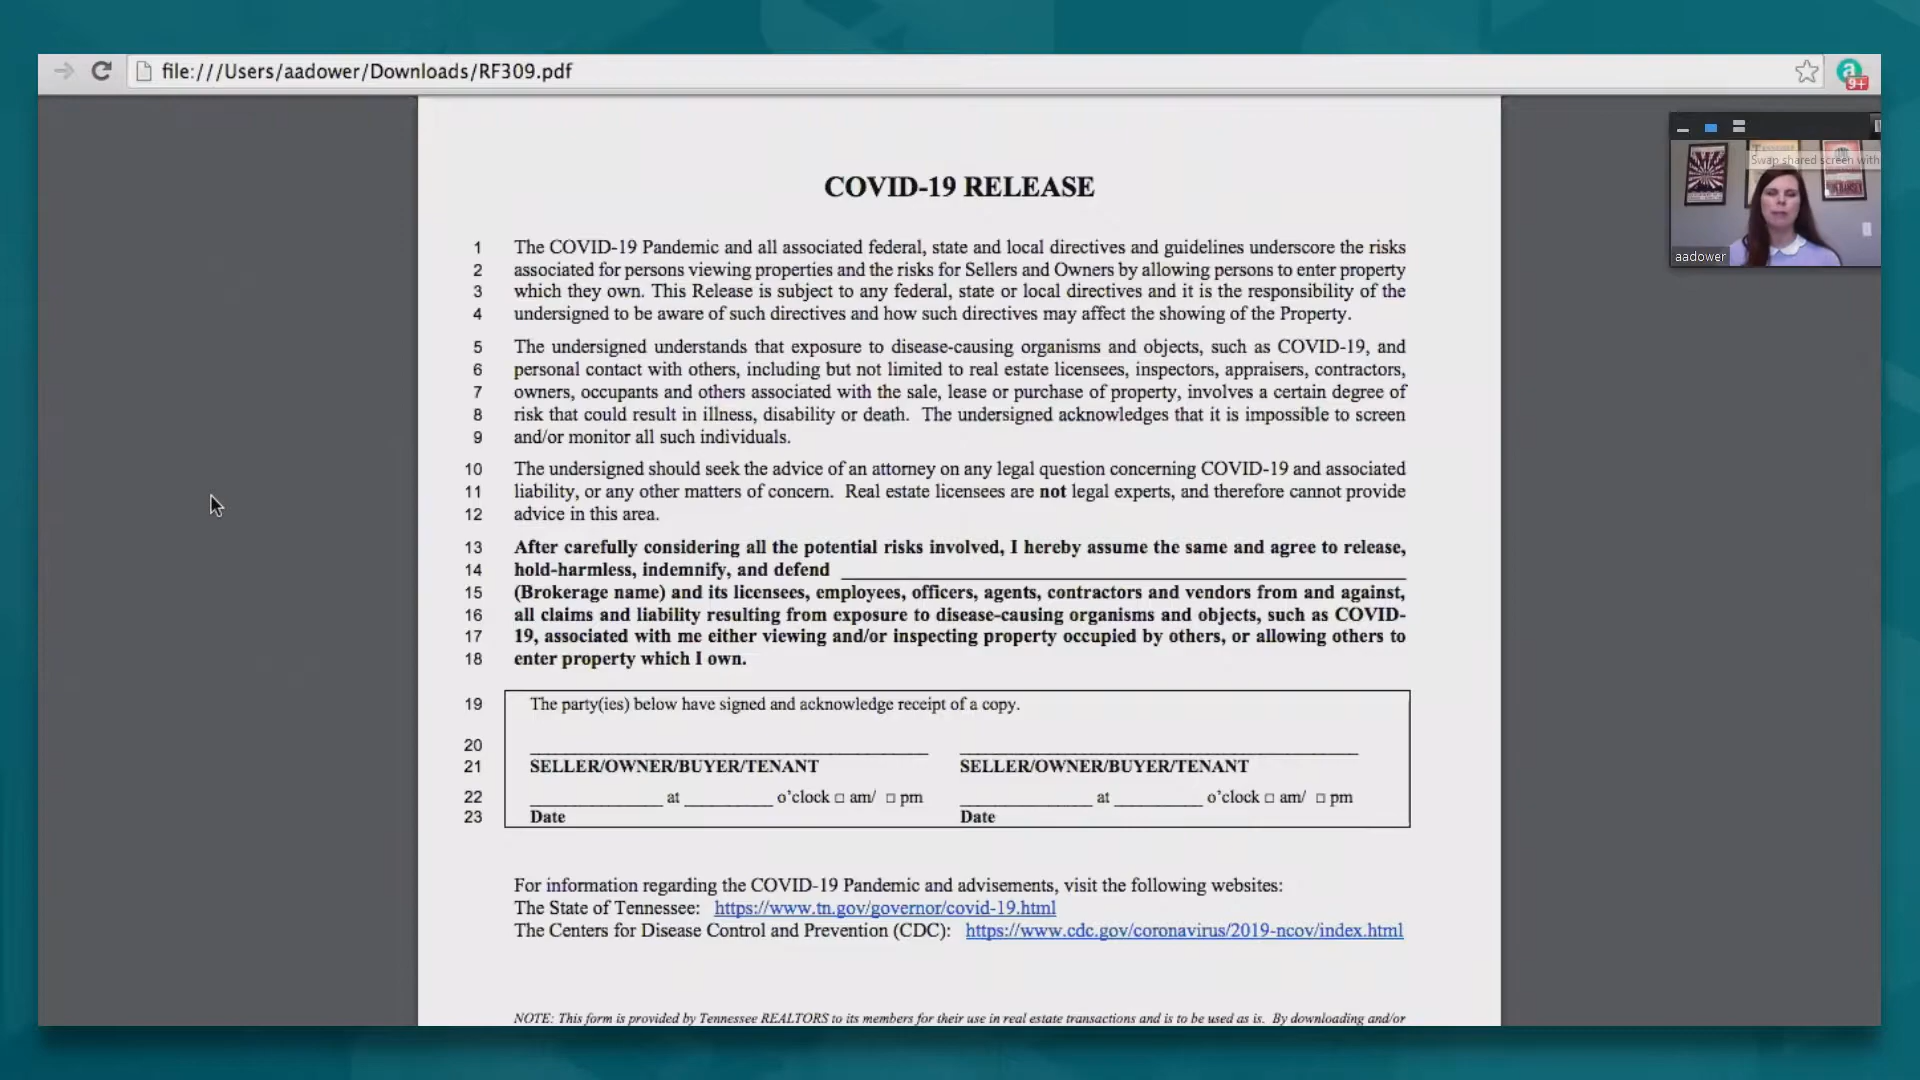 file:///Users/aadower/Downloads/RF309.pdf
9+
Swap shared screen with
aadower
COVID-19 RELEASE
1 The COVID-19 Pandemic and all associated federal, state and local directives and guidelines underscore the risks
2 associated for persons viewing properties and the risks for Sellers and Owners by allowing persons to enter property
3 which they own. This Release is subject to any federal, state or local directives and it is the responsibility of the
4 undersigned to be aware of such directives and how such directives may affect the showing of the Property.
5 The undersigned understands that exposure to disease-causing organisms and objects, such as COVID-19, and
6 personal contact with others, including but not limited to real estate licensees, inspectors, appraisers, contractors,
7 owners, occupants and others associated with the sale, lease or purchase of property, involves a certain degree of
8 risk that could result in illness, disability or death. The undersigned acknowledges that it is impossible to screen
9 and/or monitor all such individuals.
10 The undersigned should seek the advice of an attorney on any legal question concerning COVID-19 and associated
11 liability, or any other matters of concern. Real estate licensees are not legal experts, and therefore cannot provide
12 advice in this area.
13 After carefully considering all the potential risks involved, I hereby assume the same and agree to release,
14 hold-harmless, indemnify, and defend ____________________
15 (Brokerage name) and its licensees, employees, officers, agents, contractors and vendors from and against,
16 all claims and liability resulting from exposure to disease-causing organisms and objects, such as COVID-
17 19, associated with me either viewing and/or inspecting property occupied by others, or allowing others to
18 enter property which I own.
19 The party(ies) below have signed and acknowledge receipt of a copy.
20 ____________________ ____________________
21 SELLER/OWNER/BUYER/TENANT SELLER/OWNER/BUYER/TENANT
22 __________ at __________ o’clock □ am/ □ pm __________ at __________ o’clock □ am/ □ pm
23 Date Date
For information regarding the COVID-19 Pandemic and advisements, visit the following websites:
The State of Tennessee: https://www.tn.gov/governor/covid-19.html
The Centers for Disease Control and Prevention (CDC): https://www.cdc.gov/coronavirus/2019-ncov/index.html
NOTE: This form is provided by Tennessee REALTORS to its members for their use in real estate transactions and is to be used as is. By downloading and/or